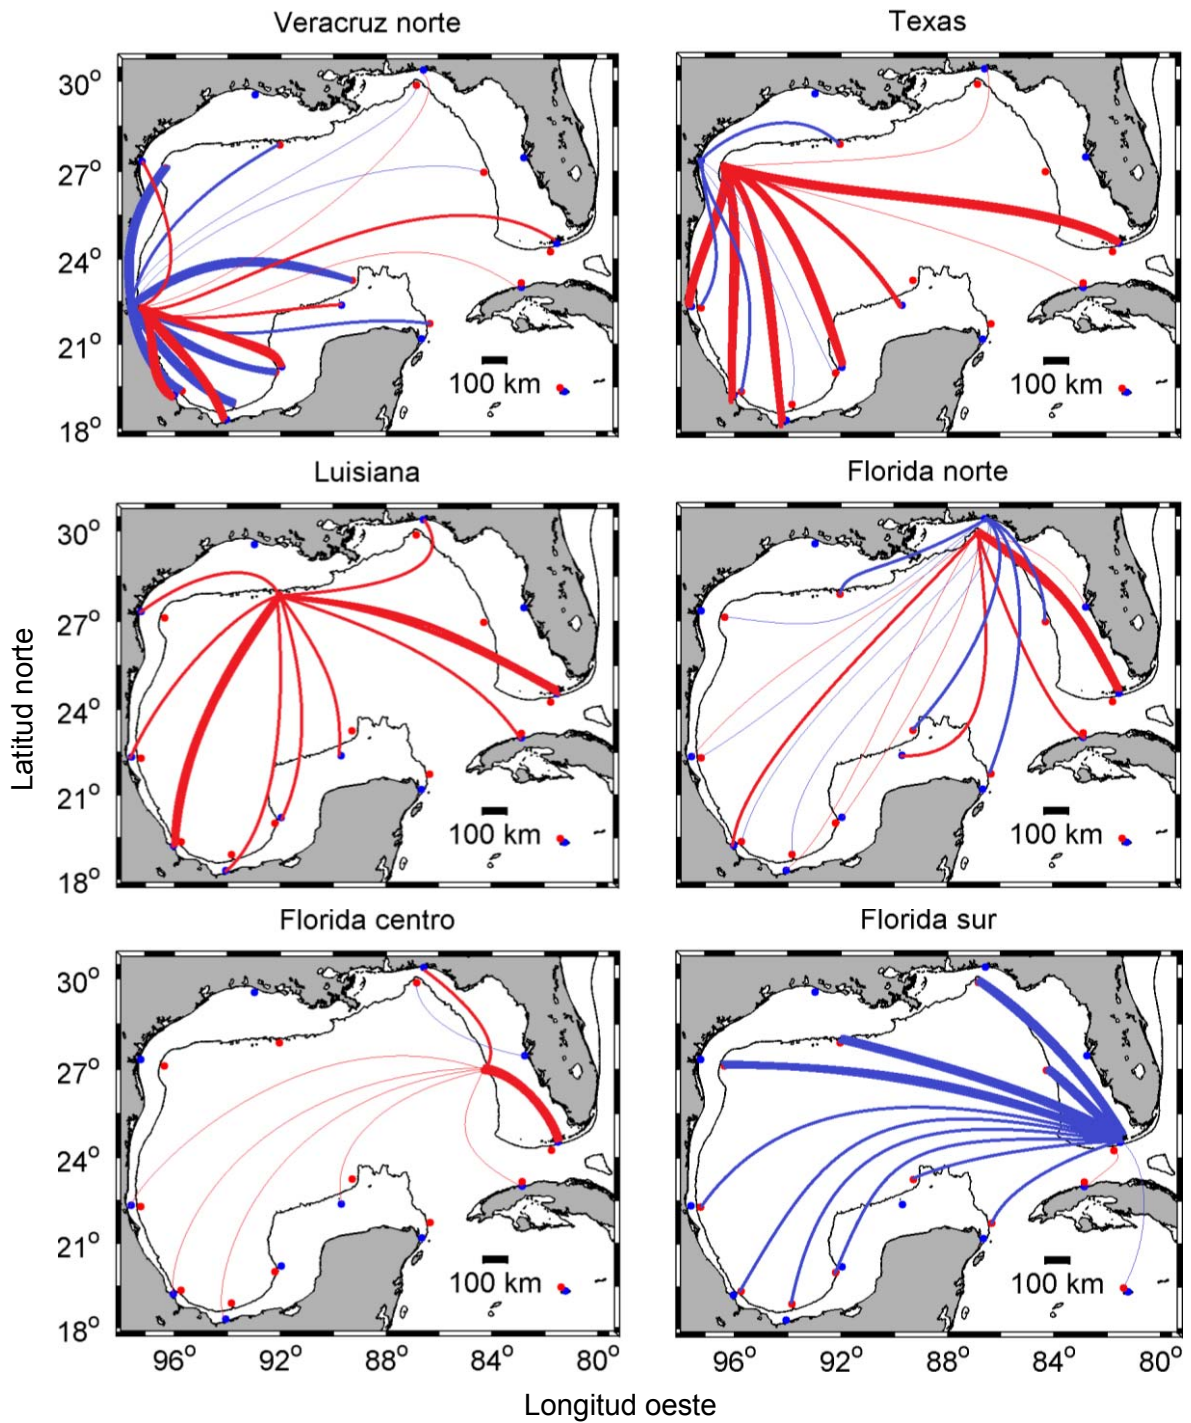 Veracruz norte
Texas
30°
27°
24°
21°
18°
100 km
100 km
Luisiana
Florida norte
30°
27°
24°
21°
18°
100 km
100 km
Latitud norte
Florida centro
Florida sur
30°
27°
24°
21°
18°
100 km
100 km
96° 92° 88° 84° 80°
96° 92° 88° 84° 80°
Longitud oeste